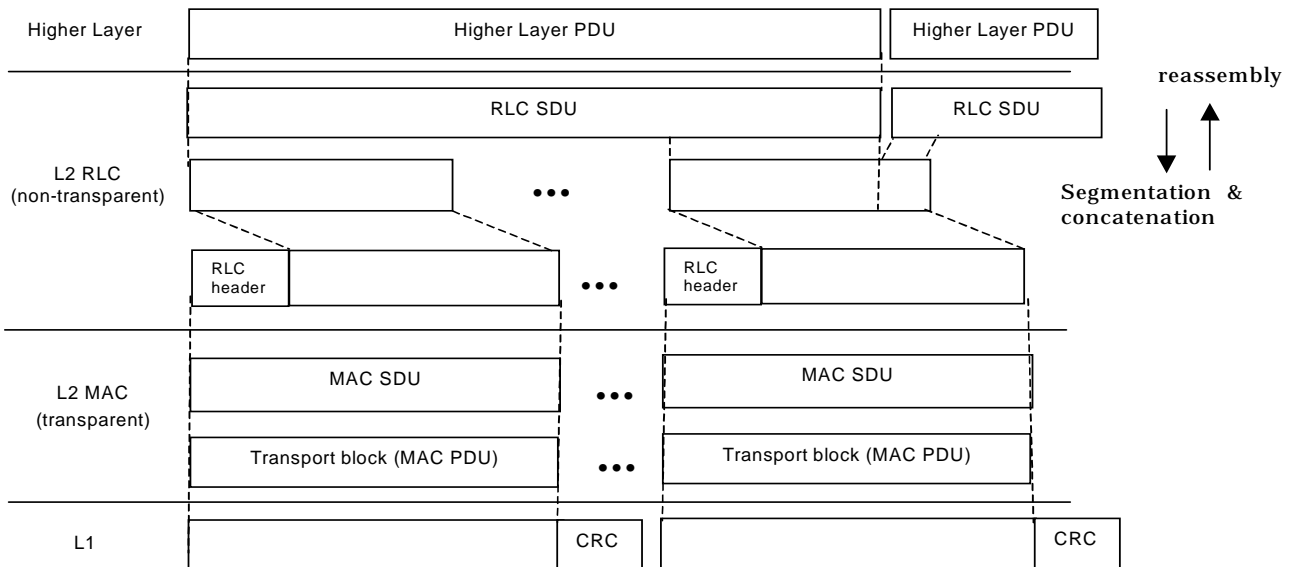 Higher Layer
Higher Layer PDU
Higher Layer PDU
reassembly
RLC SDU
RLC SDU
L2 RLC
(non-transparent)
Segmentation &
concatenation
RLC
header
RLC
header
L2 MAC
(transparent)
MAC SDU
MAC SDU
Transport block (MAC PDU)
Transport block (MAC PDU)
L1
CRC
CRC